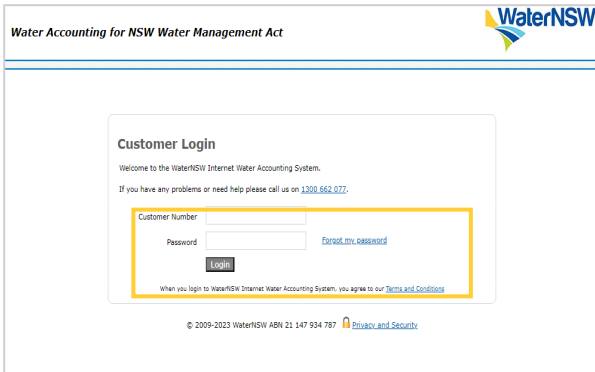 Water Accounting for NSW Water Management Act
WaterNSW
Customer Login
Welcome to the WaterNSW Internet Water Accounting System.
If you have any problems or need help please call us on 1300 662 077.
Customer Number
Password
Forgot my password
Login
When you login to WaterNSW Internet Water Accounting System, you agree to our Terms and Conditions
© 2009-2023 WaterNSW ABN 21 147 934 787 Privacy and Security